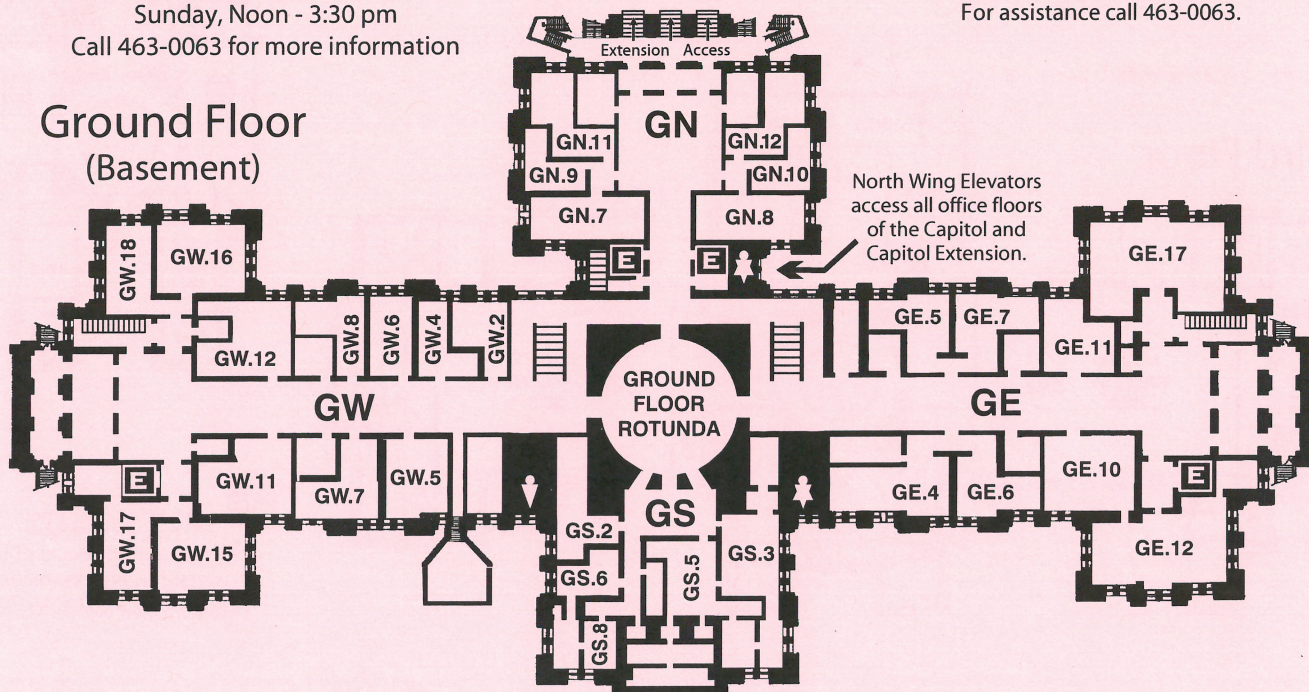 Sunday, Noon - 3:30 pm
Call 463-0063 for more information
For assistance call 463-0063.
Ground Floor
(Basement)
Extension Access
GN
GN.11
GN.12
GN.9
GN.10
GN.7
GN.8
E
E
North Wing Elevators
access all office floors
of the Capitol and
Capitol Extension.
GW.18
GW.16
GE.17
GW.12
GW.8
GW.6
GW.4
GW.2
GE.5
GE.7
GE.11
GW
GROUND
FLOOR
ROTUNDA
GE
E
GW.11
GW.7
GW.5
GE.4
GE.6
GE.10
E
GW.17
GW.15
GS
GS.2
GS.3
GS.5
GS.6
GS.8
GE.12